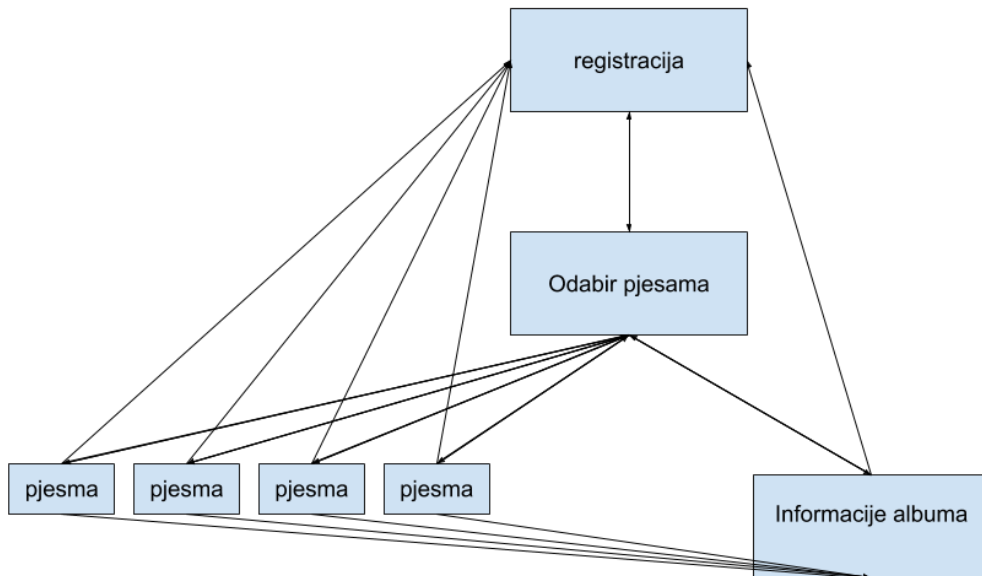 registracija
Odabir pjesama
pjesma
pjesma
pjesma
pjesma
Informacije albuma